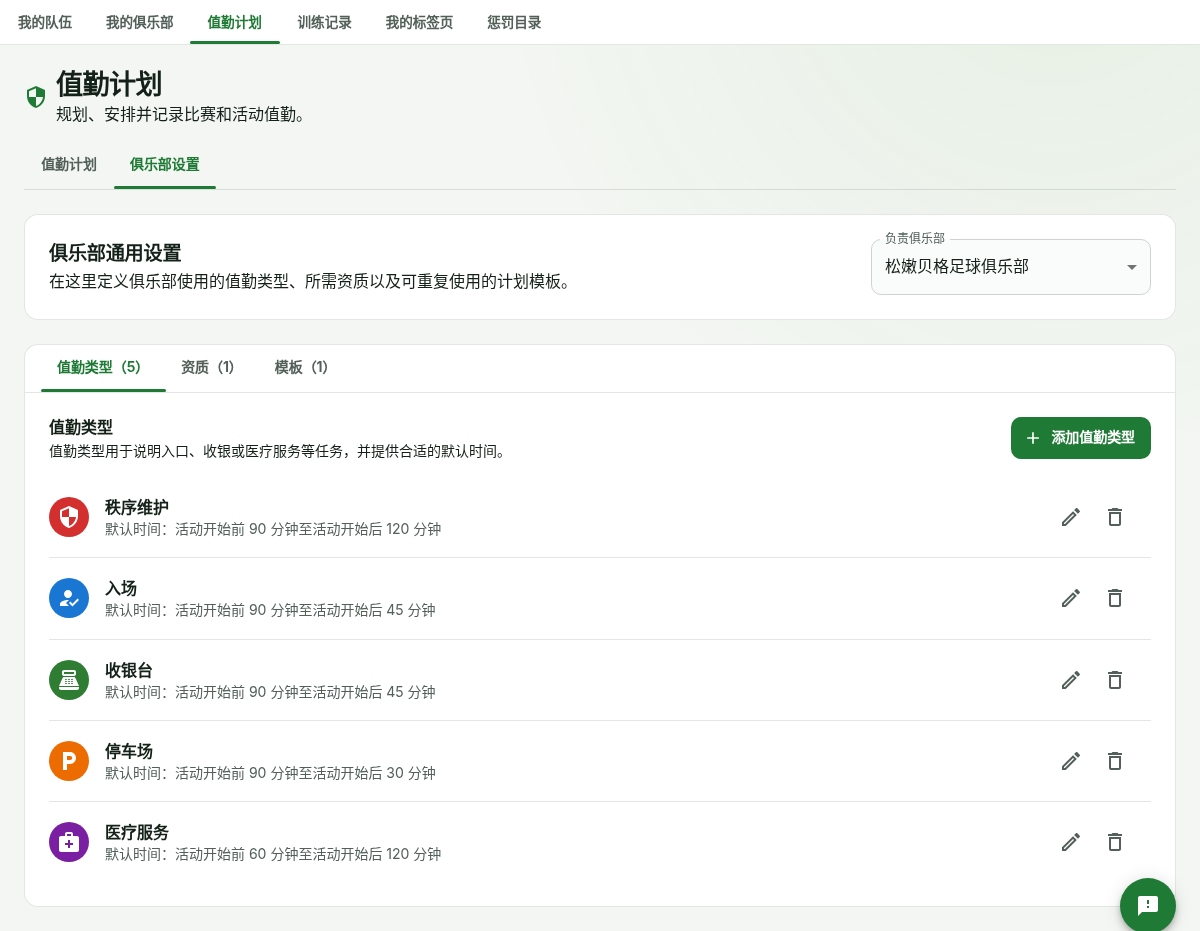 我的队伍 我的俱乐部 值勤计划 训练记录 我的标签页 惩罚目录
值勤计划
规划、安排并记录比赛和活动值勤。
值勤计划 俱乐部设置
俱乐部通用设置
在这里定义俱乐部使用的值勤类型、所需资质以及可重复使用的计划模板。
负责俱乐部
松嫩贝格足球俱乐部
值勤类型（5） 资质（1） 模板（1）
值勤类型
值勤类型用于说明入口、收银或医疗服务等任务，并提供合适的默认时间。
添加值勤类型
秩序维护
默认时间：活动开始前 90 分钟至活动开始后 120 分钟
入场
默认时间：活动开始前 90 分钟至活动开始后 45 分钟
收银台
默认时间：活动开始前 90 分钟至活动开始后 45 分钟
P
停车场
默认时间：活动开始前 90 分钟至活动开始后 30 分钟
医疗服务
默认时间：活动开始前 60 分钟至活动开始后 120 分钟